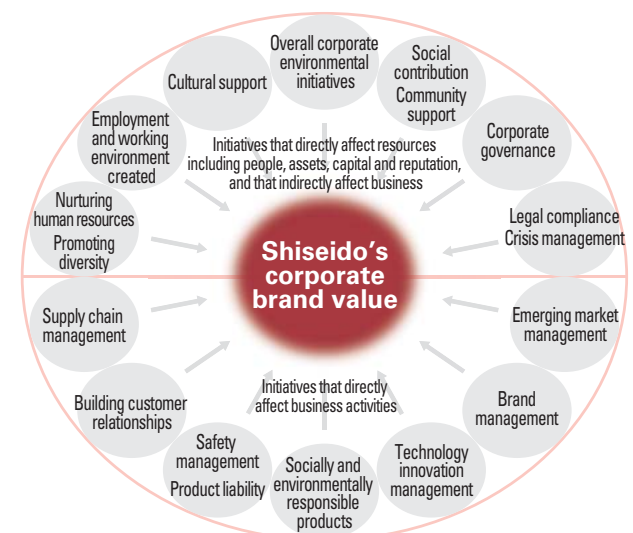 Overall corporate
environmental
initiatives
Social
contribution
Community
support
Cultural support
Corporate
governance
Employment
and working
environment
created
Initiatives that directly affect resources
including people, assets, capital and reputation,
and that indirectly affect business
Nurturing
human resources
Promoting
diversity
Legal compliance
Crisis management
Shiseido's
corporate
brand value
Supply chain
management
Emerging market
management
Building customer
relationships
Initiatives that directly
affect business activities
Brand
management
Safety
management
Product liability
Socially and
environmentally
responsible
products
Technology
innovation
management